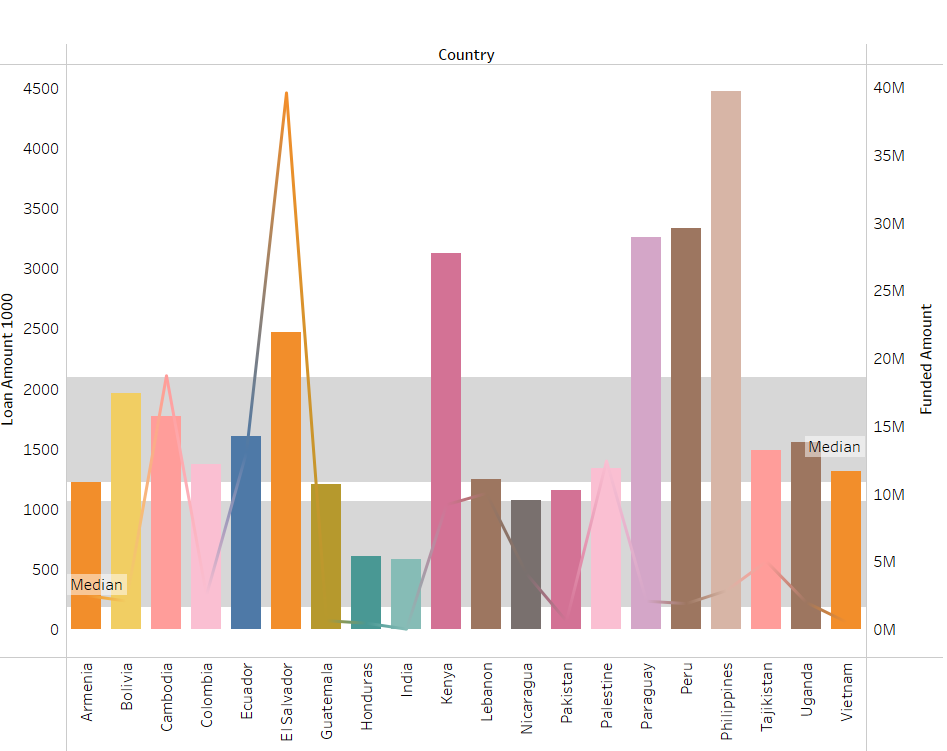 Country
4500
4000
3500
3000
2500
2000
1500
1000
500
0
Loan Amount 1000
40M
35M
30M
25M
20M
15M
10M
5M
0M
Funded Amount
Median
Median
Armenia
Bolivia
Cambodia
Colombia
Ecuador
El Salvador
Guatemala
Honduras
India
Kenya
Lebanon
Nicaragua
Pakistan
Palestine
Paraguay
Peru
Philippines
Tajikistan
Uganda
Vietnam